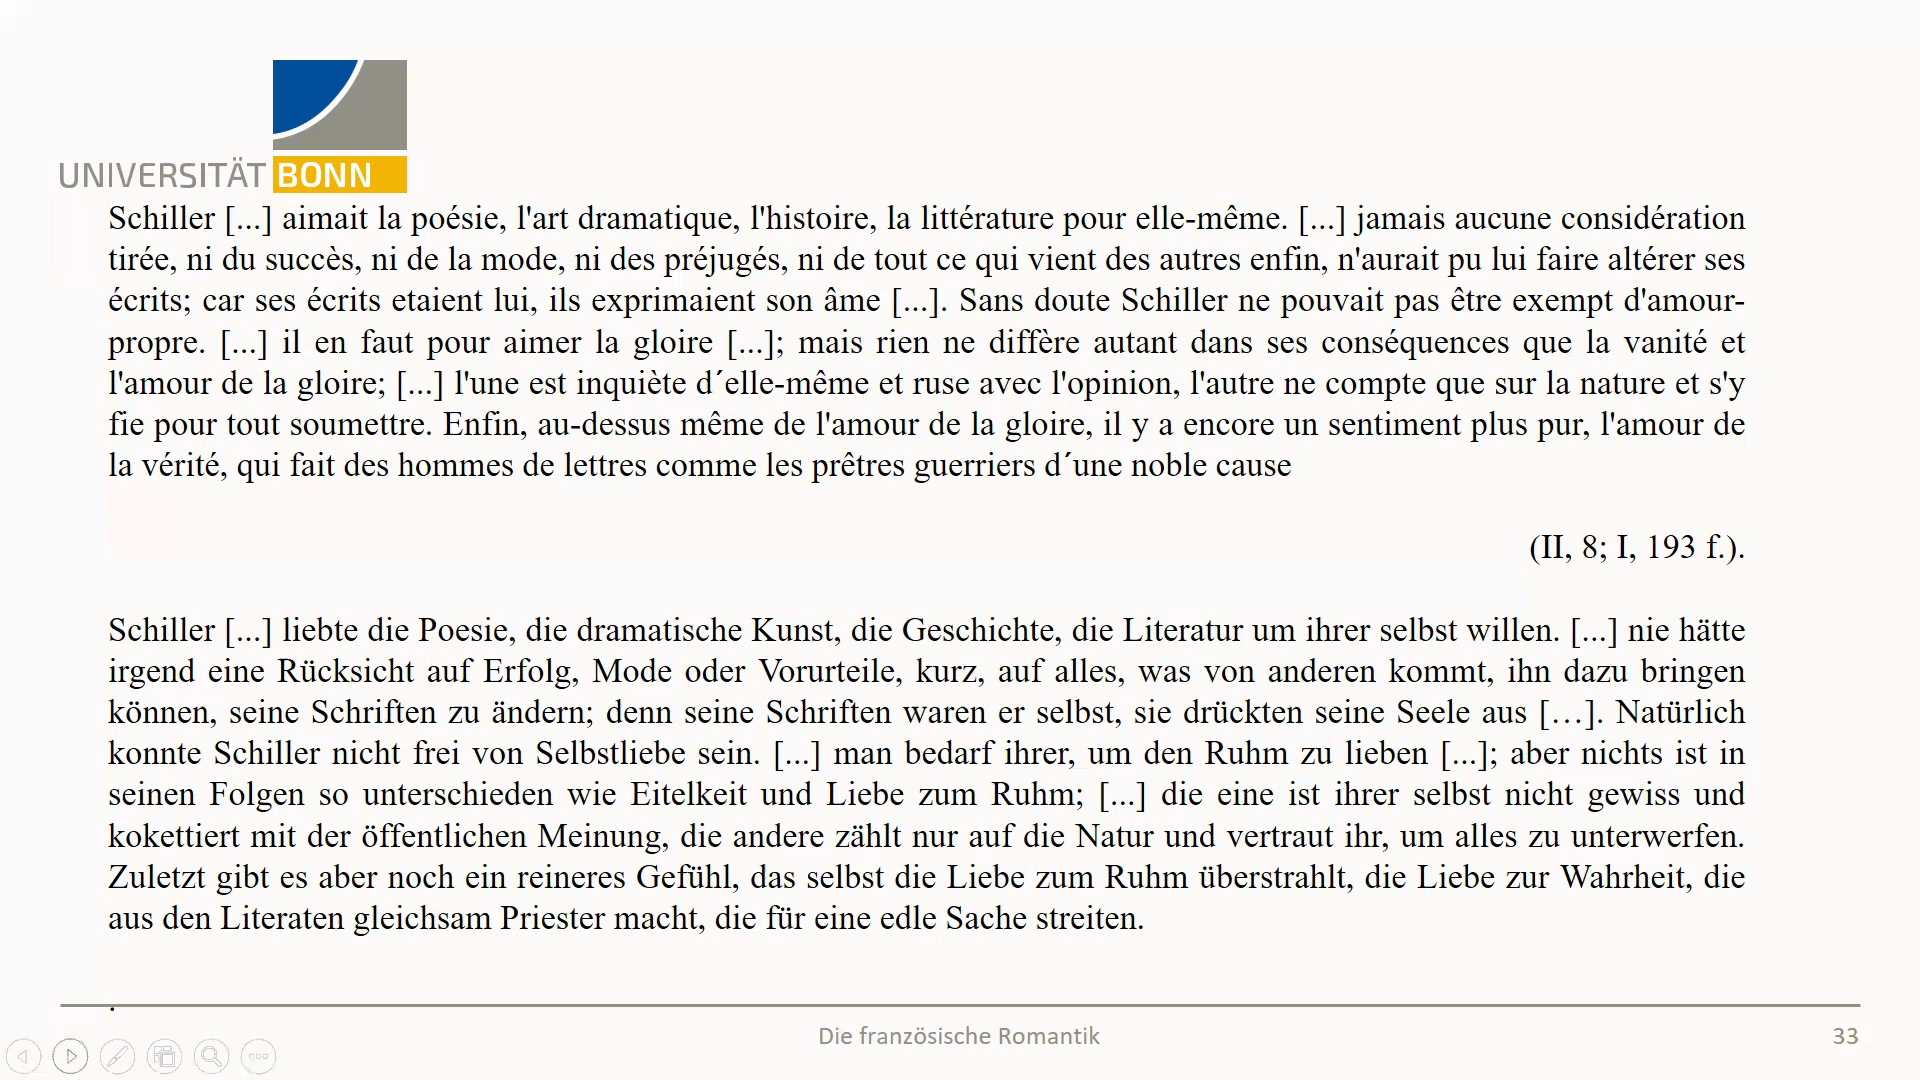 UNIVERSITÄT BONN
Schiller [...] aimait la poésie, l'art dramatique, l'histoire, la littérature pour elle-même. [...] jamais aucune considération
tirée, ni du succès, ni de la mode, ni des préjugés, ni de tout ce qui vient des autres enfin, n'aurait pu lui faire altérer ses
écrits; car ses écrits etaient lui, ils exprimaient son âme [...]. Sans doute Schiller ne pouvait pas être exempt d'amour-
propre. [...] il en faut pour aimer la gloire [...]; mais rien ne diffère autant dans ses conséquences que la vanité et
l'amour de la gloire; [...] l'une est inquiète d´elle-même et ruse avec l'opinion, l'autre ne compte que sur la nature et s'y
fie pour tout soumettre. Enfin, au-dessus même de l'amour de la gloire, il y a encore un sentiment plus pur, l'amour de
la vérité, qui fait des hommes de lettres comme les prêtres guerriers d´une noble cause
(II, 8; I, 193 f.).
Schiller [...] liebte die Poesie, die dramatische Kunst, die Geschichte, die Literatur um ihrer selbst willen. [...] nie hätte
irgend eine Rücksicht auf Erfolg, Mode oder Vorurteile, kurz, auf alles, was von anderen kommt, ihn dazu bringen
können, seine Schriften zu ändern; denn seine Schriften waren er selbst, sie drückten seine Seele aus […]. Natürlich
konnte Schiller nicht frei von Selbstliebe sein. [...] man bedarf ihrer, um den Ruhm zu lieben [...]; aber nichts ist in
seinen Folgen so unterschieden wie Eitelkeit und Liebe zum Ruhm; [...] die eine ist ihrer selbst nicht gewiss und
kokettiert mit der öffentlichen Meinung, die andere zählt nur auf die Natur und vertraut ihr, um alles zu unterwerfen.
Zuletzt gibt es aber noch ein reineres Gefühl, das selbst die Liebe zum Ruhm überstrahlt, die Liebe zur Wahrheit, die
aus den Literaten gleichsam Priester macht, die für eine edle Sache streiten.
.
Die französische Romantik
33